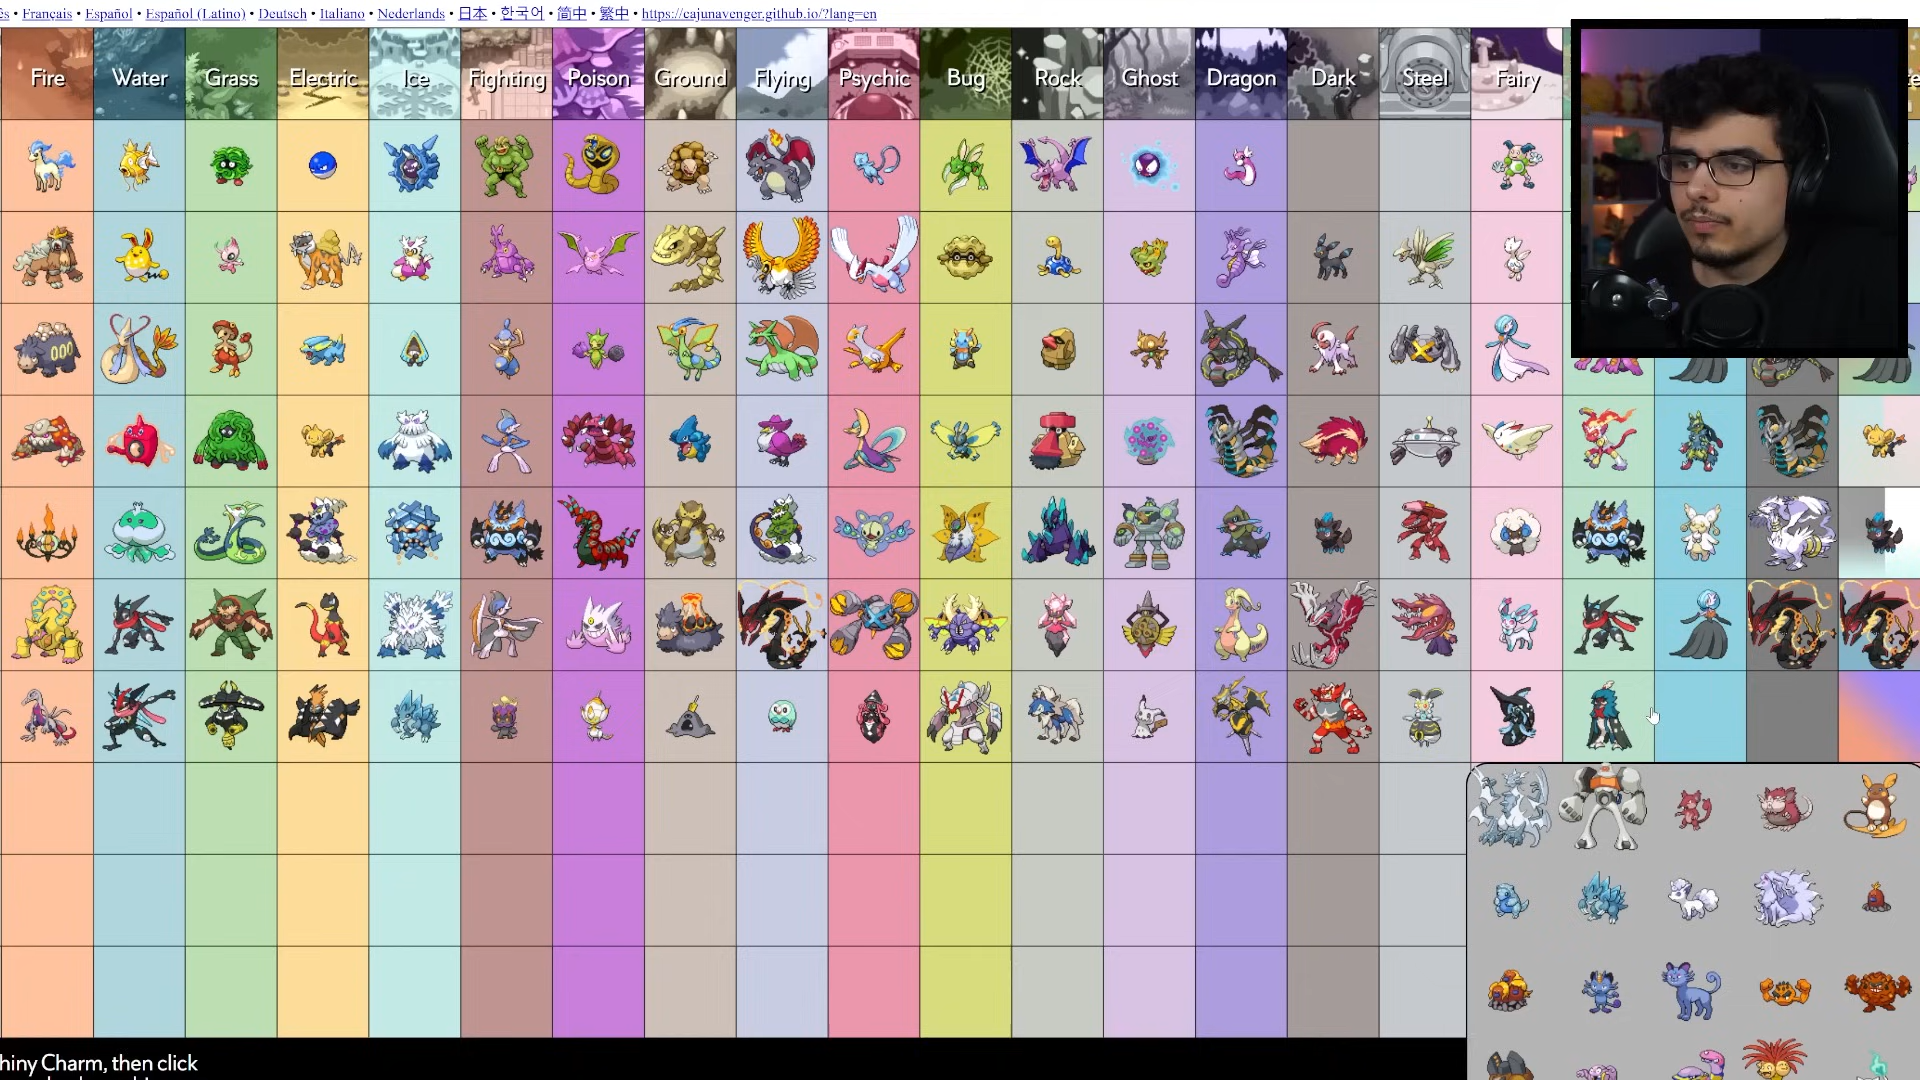 és • Français • Español • Español (Latino) • Deutsch • Italiano • Nederlands • 日本 • 한국어 • 简中 • 繁中 • https://cajunavenger.github.io/?lang=en
Fire Water Grass Electric Ice Fighting Poison Ground Flying Psychic Bug Rock Ghost Dragon Dark Steel Fairy
000
hiny Charm, then click